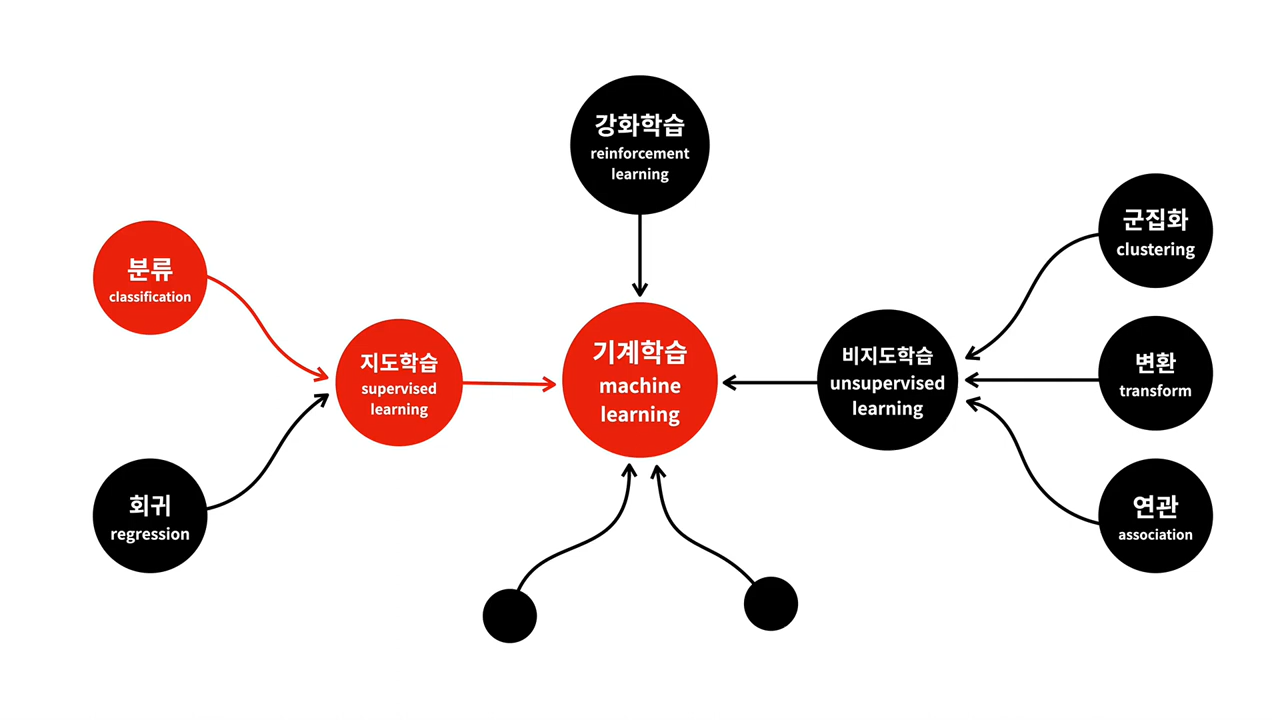 강화학습
reinforcement
learning
분류
classification
지도학습
supervised
learning
회귀
regression
기계학습
machine
learning
비지도학습
unsupervised
learning
군집화
clustering
변환
transform
연관
association